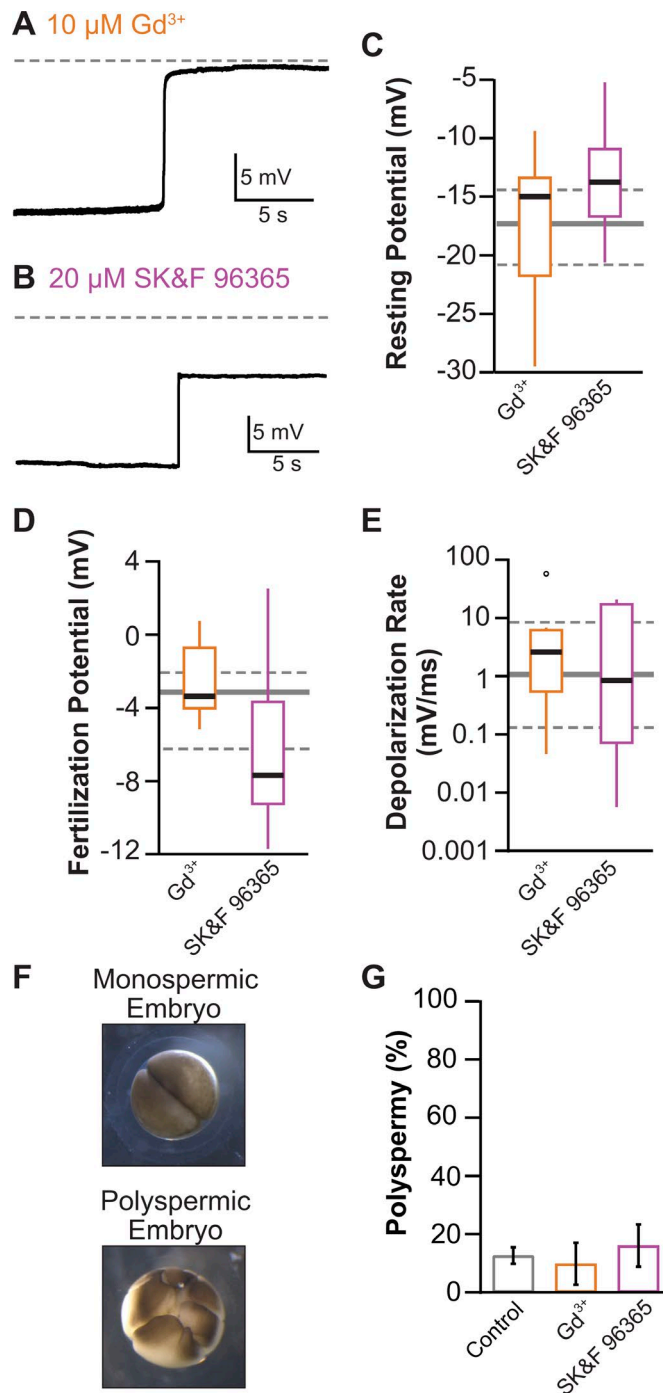 A 10 µM Gd³⁺
5 mV
5 s
B 20 µM SK&F 96365
5 mV
5 s
C
Resting Potential (mV)
-5
-10
-15
-20
-25
-30
Gd³⁺
SK&F 96365
D
Fertilization Potential (mV)
4
0
-4
-8
-12
Gd³⁺
SK&F 96365
E
Depolarization Rate
(mV/ms)
100
10
1
0.1
0.01
0.001
Gd³⁺
SK&F 96365
F
Monospermic
Embryo
Polyspermic
Embryo
G
Polyspermy (%)
100
80
60
40
20
0
Control
Gd³⁺
SK&F 96365